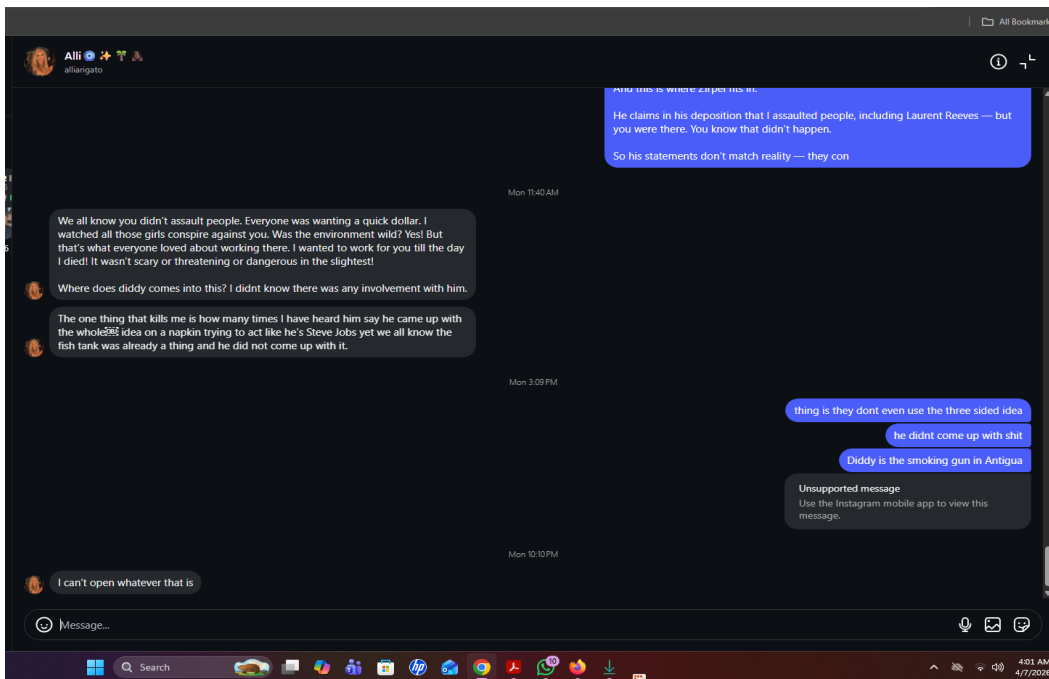 All Bookmark
Alli
alliarigato
And this is where Zirpel fits in.
He claims in his deposition that I assaulted people, including Laurent Reeves — but
you were there. You know that didn't happen.
So his statements don't match reality — they con
Mon 11:40 AM
We all know you didn't assault people. Everyone was wanting a quick dollar. I
watched all those girls conspire against you. Was the environment wild? Yes! But
that's what everyone loved about working there. I wanted to work for you till the day
I died! It wasn't scary or threatening or dangerous in the slightest!
Where does diddy comes into this? I didnt know there was any involvement with him.
The one thing that kills me is how many times I have heard him say he came up with
the whole idea on a napkin trying to act like he's Steve Jobs yet we all know the
fish tank was already a thing and he did not come up with it.
Mon 3:09 PM
thing is they dont even use the three sided idea
he didnt come up with shit
Diddy is the smoking gun in Antigua
Unsupported message
Use the Instagram mobile app to view this
message.
Mon 10:10 PM
I can't open whatever that is
Message...
Search
10
4:01 AM
4/7/2026